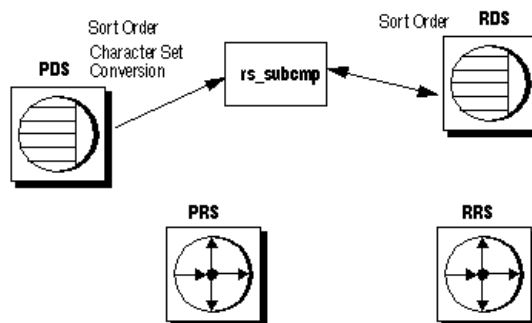 Sort Order
Character Set
Conversion
PDS
rs_subcmp
Sort Order
RDS
PRS
RRS